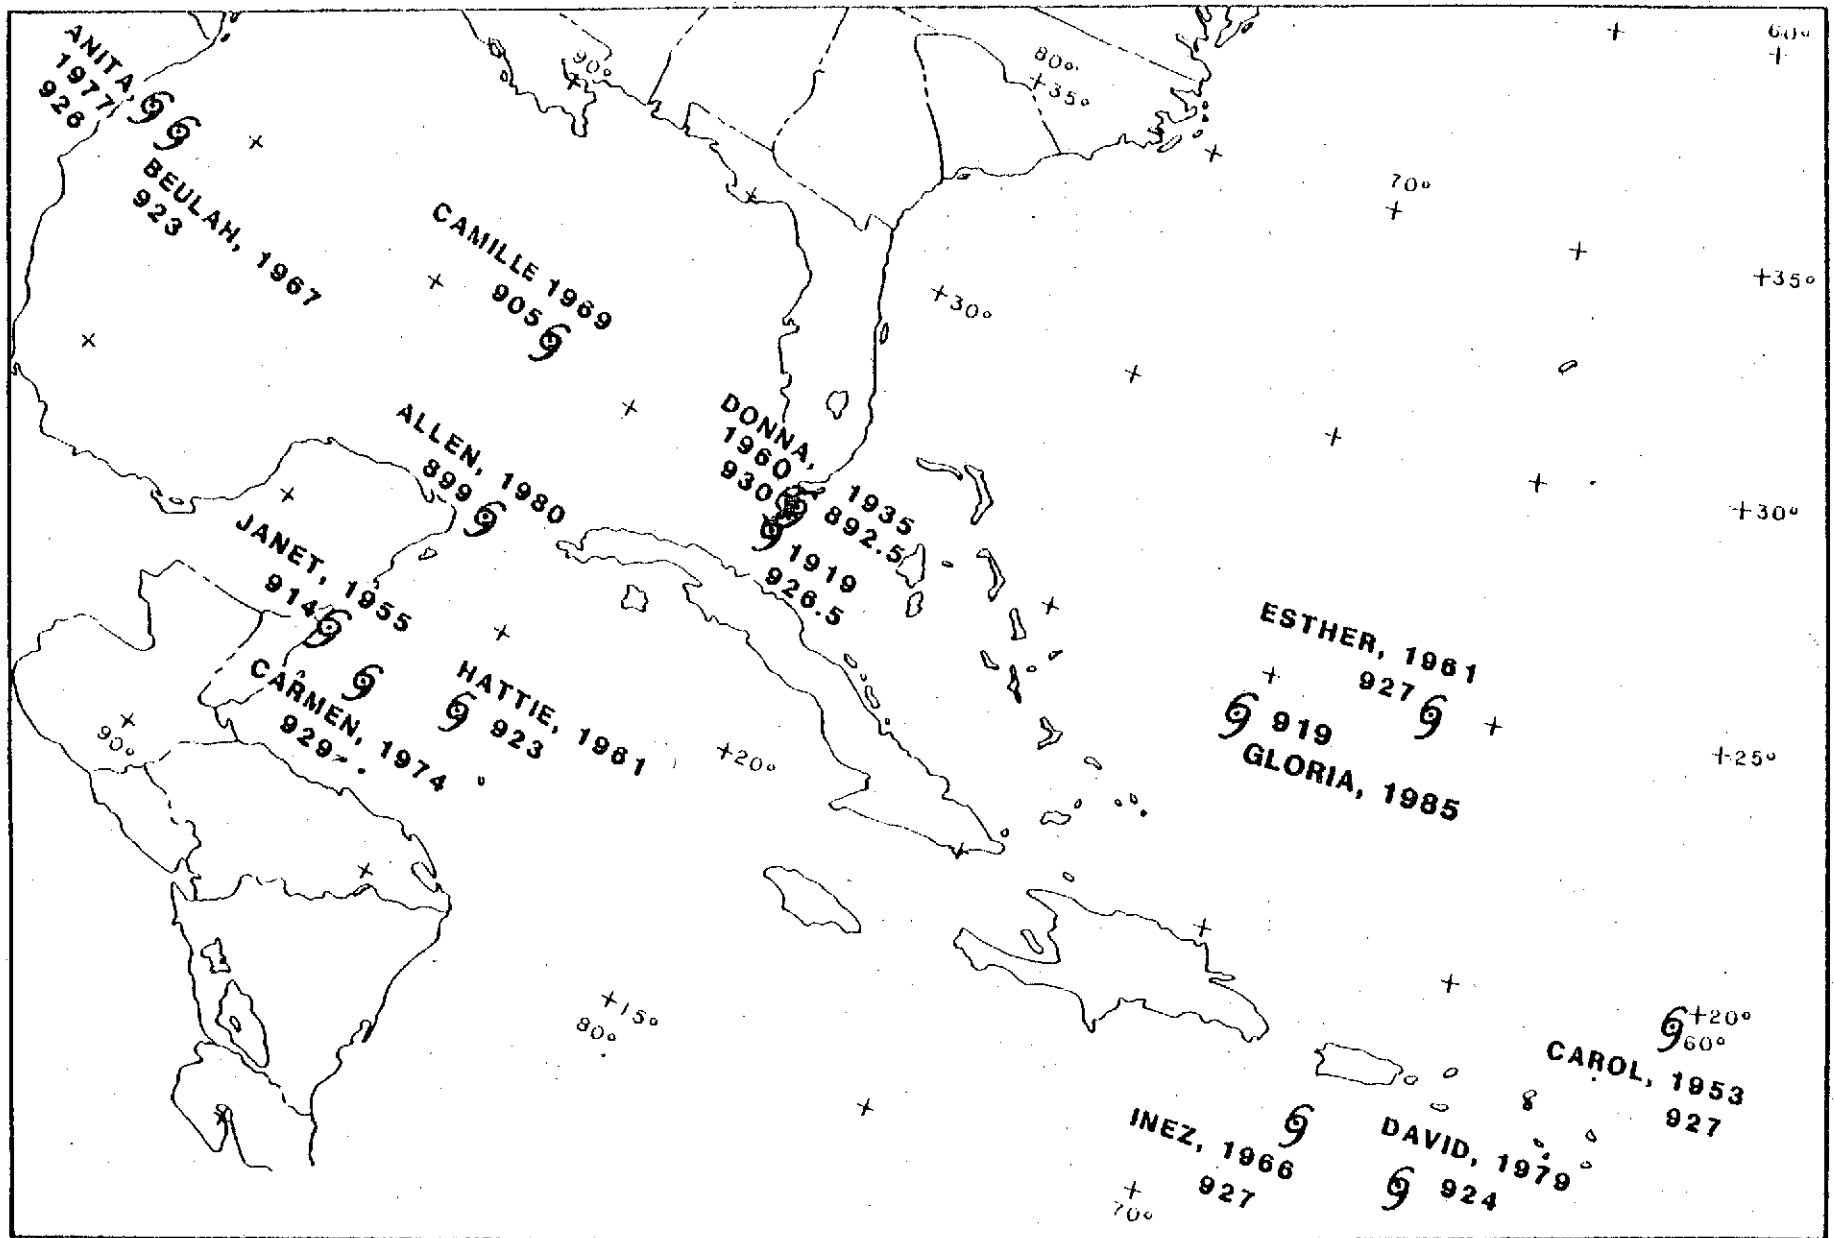 60°
ANITA,
1977
926
90°
80°
+35°
BEULAH, 1967
923
70°
CAMILLE 1969
905
+30°
+35°
ALLEN, 1980
899
DONNA,
1960
930
1935
892.5
+30°
JANET, 1955
914
1919
926.5
ESTHER, 1961
927
HATTIE, 1961
923
CARMEN, 1974
929
90°
+20°
919
GLORIA, 1985
+25°
+15°
80°
+20°
60°
CAROL, 1953
927
INEZ, 1966
927
DAVID, 1979
924
70°